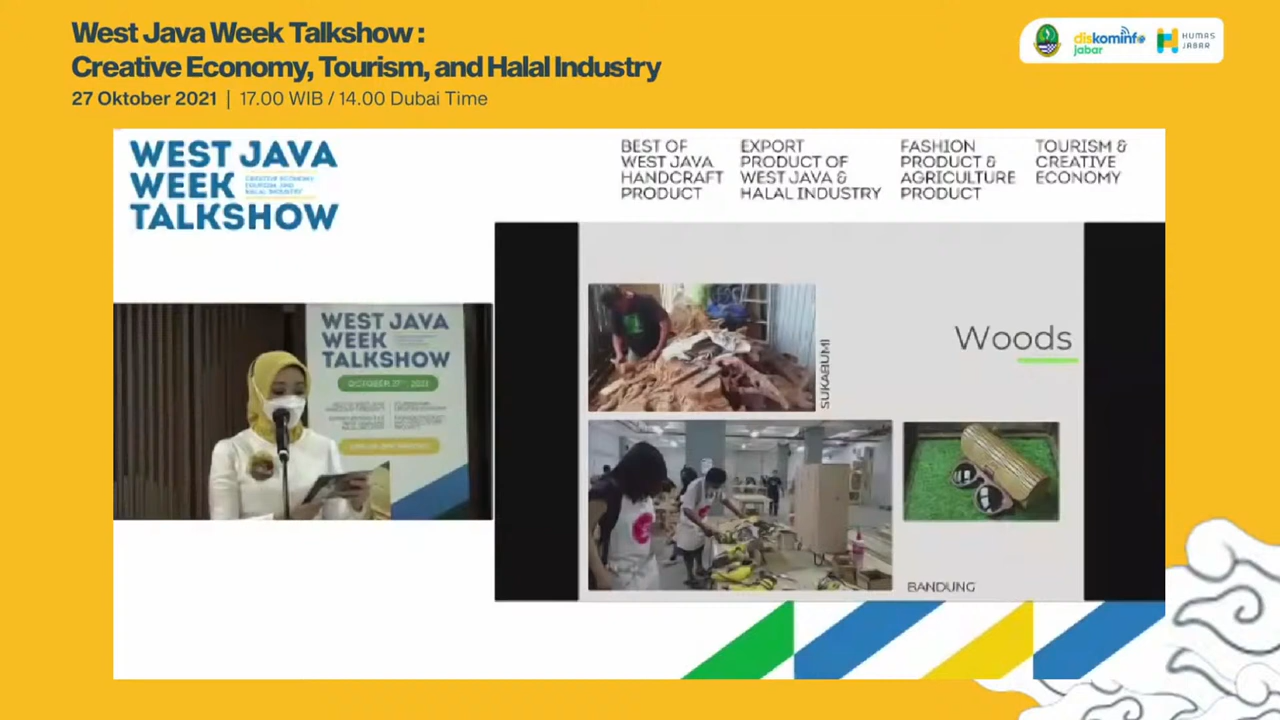 West Java Week Talkshow :
Creative Economy, Tourism, and Halal Industry
27 Oktober 2021 | 17.00 WIB / 14.00 Dubai Time
diskominfo
jabar
HUMAS
JABAR
WEST JAVA
WEEK
TALKSHOW
CREATIVE ECONOMY
TOURISM AND
HALAL INDUSTRY
BEST OF
WEST JAVA
HANDCRAFT
PRODUCT
EXPORT
PRODUCT OF
WEST JAVA &
HALAL INDUSTRY
FASHION
PRODUCT &
AGRICULTURE
PRODUCT
TOURISM &
CREATIVE
ECONOMY
WEST JAVA
WEEK
TALKSHOW
OCTOBER 27TH 2021
Woods
SUKABUMI
BANDUNG